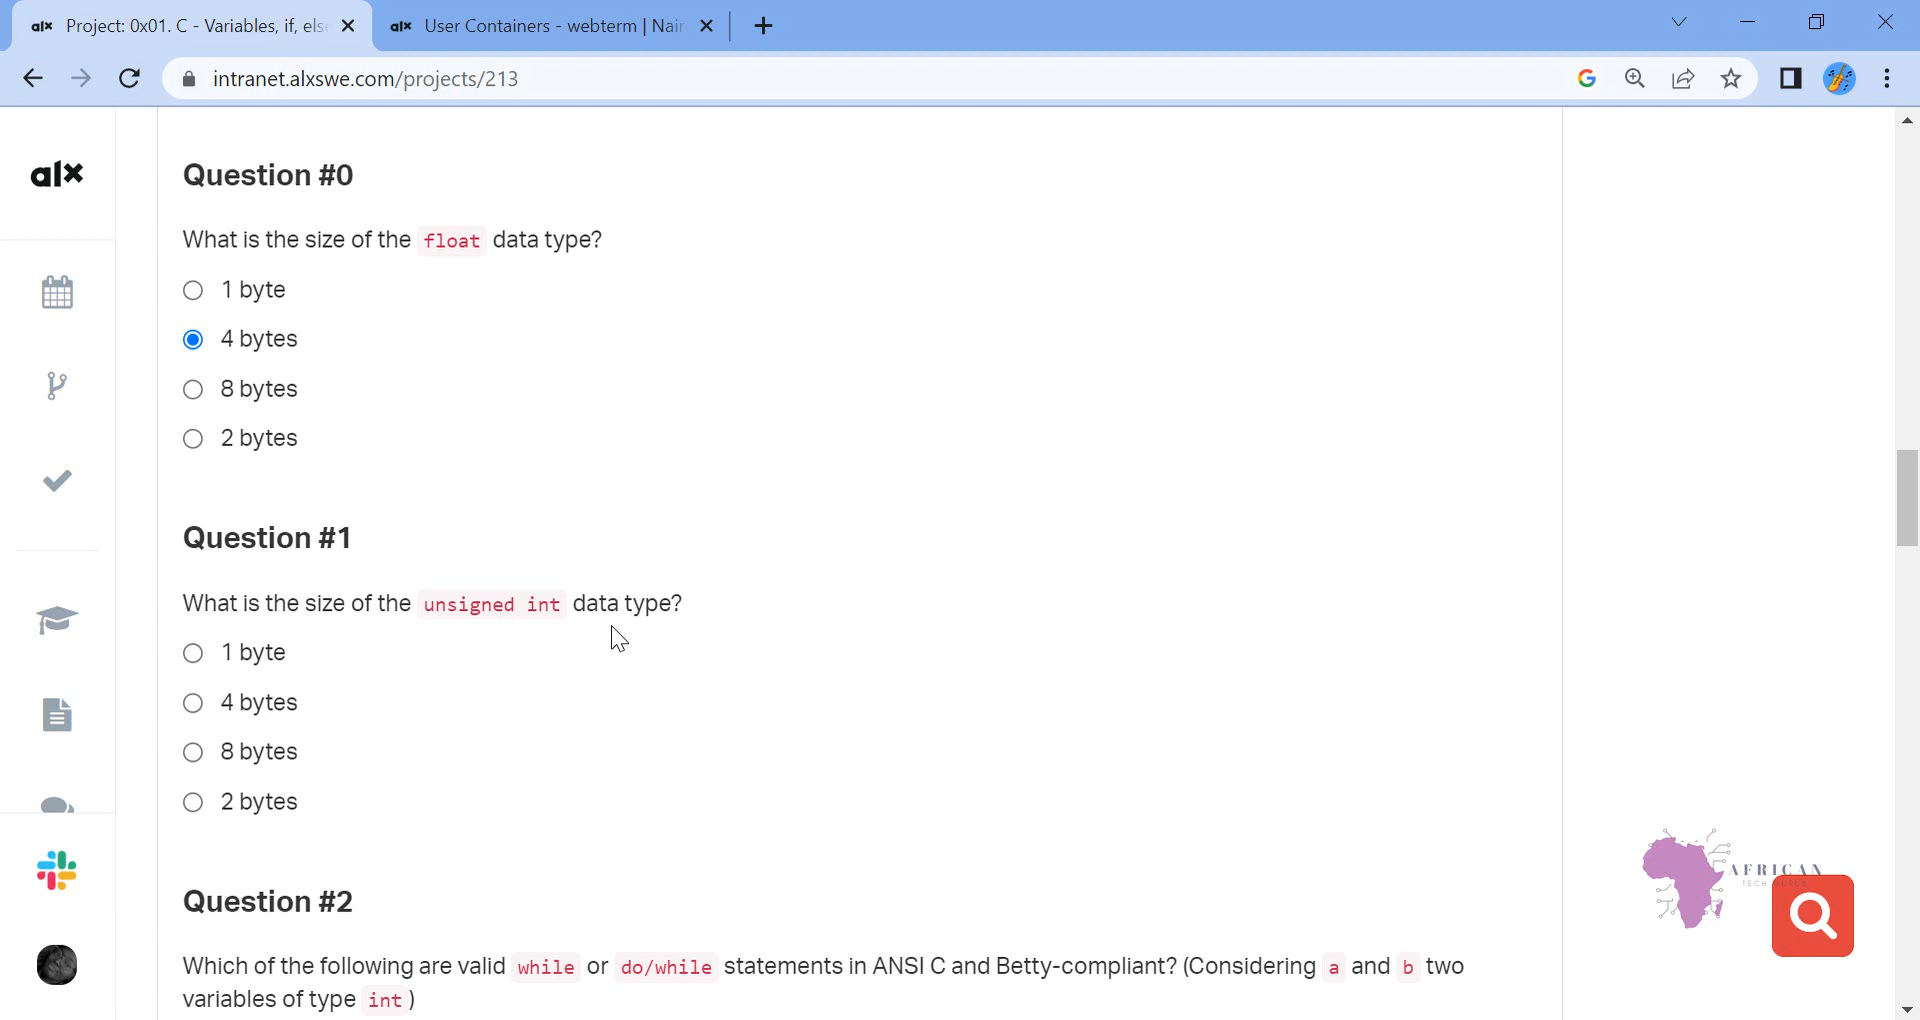 alx Project: 0x01. C - Variables, if, els
alx User Containers - webterm | Nair
intranet.alxswe.com/projects/213
alx
Question #0
What is the size of the float data type?
1 byte
4 bytes
8 bytes
2 bytes
Question #1
What is the size of the unsigned int data type?
1 byte
4 bytes
8 bytes
2 bytes
AFRICAN
Question #2
Which of the following are valid while or do/while statements in ANSI C and Betty-compliant? (Considering a and b two
variables of type int )